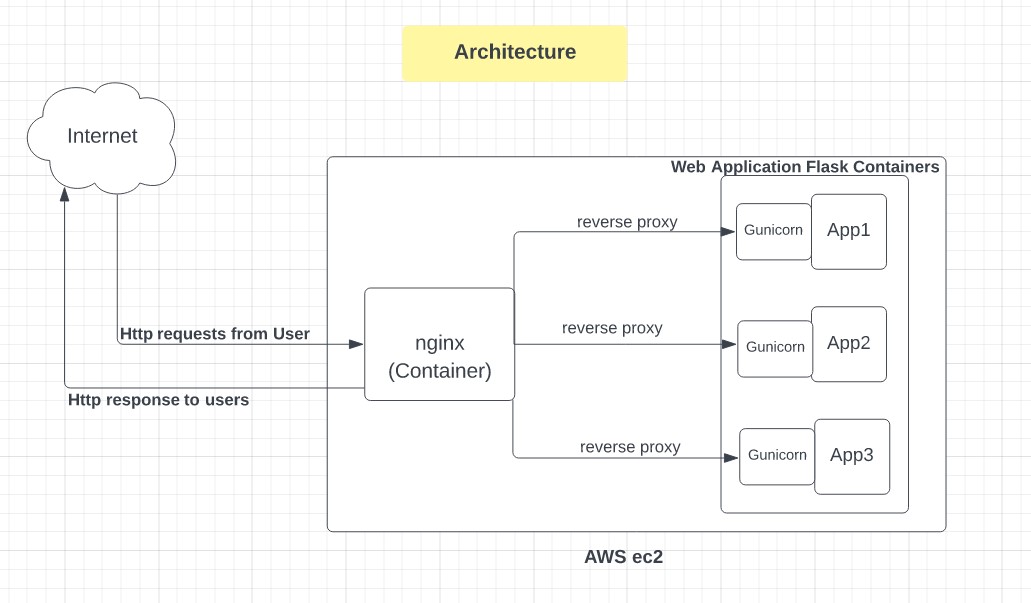 Architecture
Internet
Web Application Flask Containers
reverse proxy
Gunicorn
App1
Http requests from User
nginx
(Container)
reverse proxy
Gunicorn
App2
Http response to users
reverse proxy
Gunicorn
App3
AWS ec2